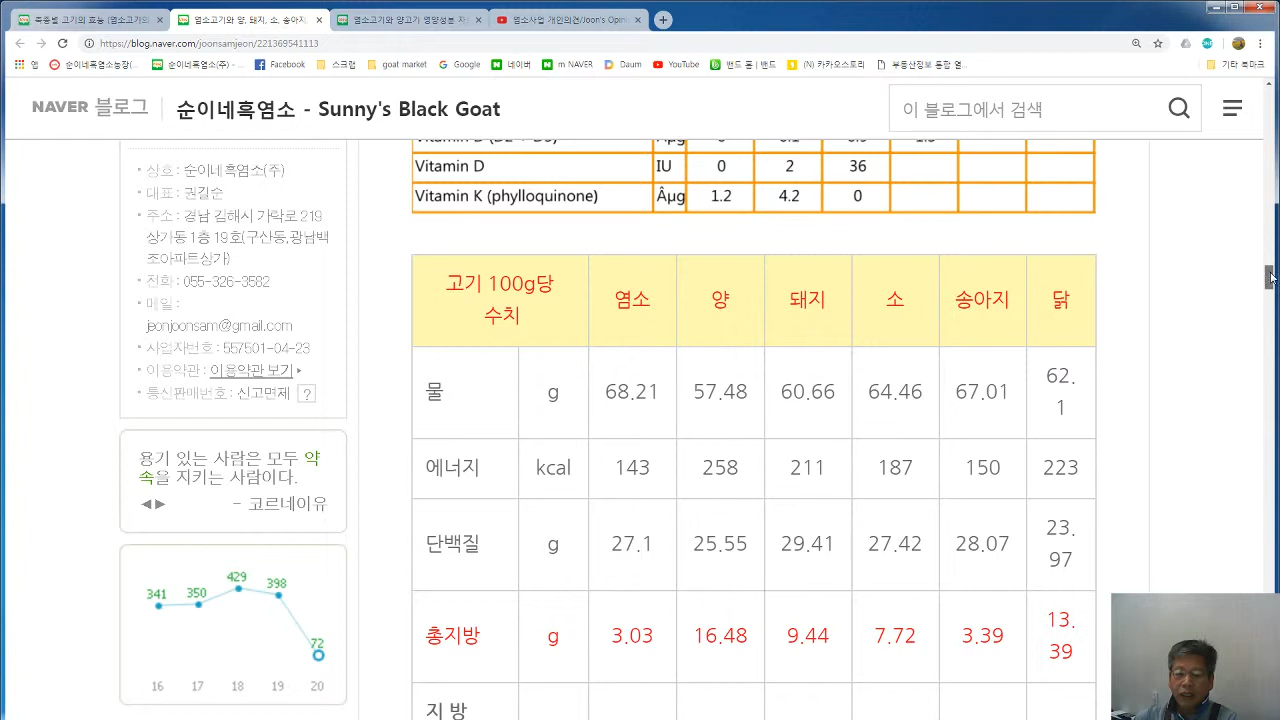 육종별 고기의 효능 (염소고기의
염소고기와 양, 돼지, 소, 송아지
염소고기와 양고기 영양성분 자료
염소사업 개인의견/Joon's Opin
https://blog.naver.com/joonsamjeon/221369541113
앱
순이네흑염소농장(...
순이네흑염소(주) - ...
Facebook
스크랩
goat market
Google
네이버
m NAVER
Daum
YouTube
밴드 홈 | 밴드
(N) 카카오스토리
부동산정보 통합 열...
기타 북마크
NAVER 블로그
순이네흑염소 - Sunny's Black Goat
이 블로그에서 검색
상호 : 순이네흑염소(주)
대표 : 권길순
주소 : 경남 김해시 가락로 219
상가동 1층 19호(구산동,광남백
조아파트상가)
전화 : 055-326-3582
메일 :
jeonjoonsam@gmail.com
사업자번호 : 557501-04-23
이용약관 : 이용약관 보기
통신판매번호 : 신고면제 ?
용기 있는 사람은 모두 약
속을 지키는 사람이다.
- 코르네이유
341 350 429 398 72
16 17 18 19 20
Vitamin D IU 0 2 36
Vitamin K (phylloquinone) Âµg 1.2 4.2 0
고기 100g당
수치
염소 양 돼지 소 송아지 닭
물 g 68.21 57.48 60.66 64.46 67.01 62.
1
에너지 kcal 143 258 211 187 150 223
단백질 g 27.1 25.55 29.41 27.42 28.07 23.
97
총지방 g 3.03 16.48 9.44 7.72 3.39 13.
39
지 방